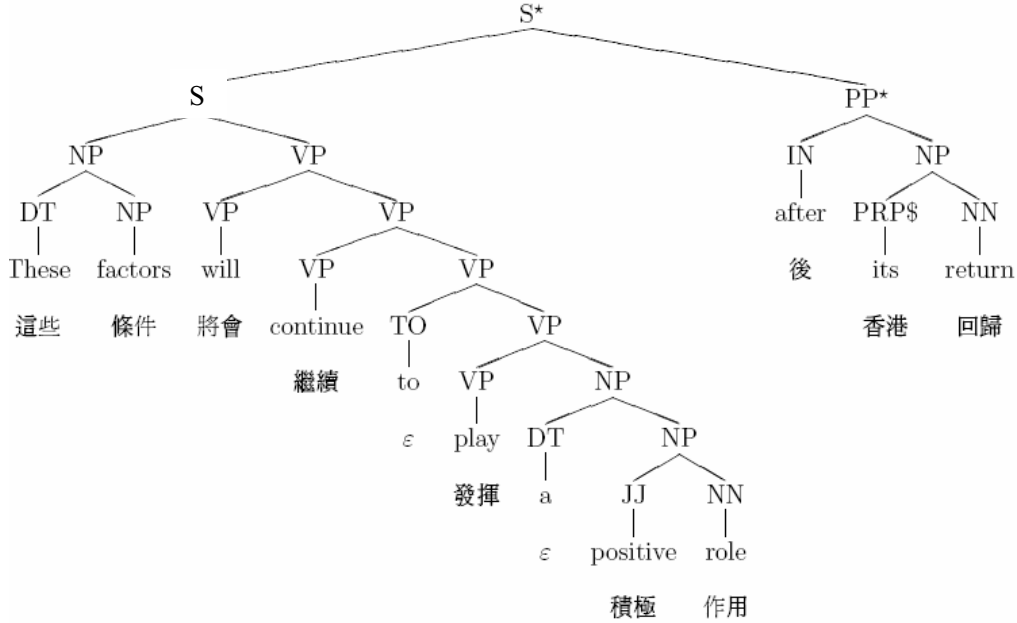 S⋆
S PP⋆
NP VP IN NP
DT NP VP VP after PRP$ NN
These factors will VP VP 後 its return
這些 條件 將會 continue TO VP 香港 回歸
繼續 to VP NP
ε play DT NP
發揮 a JJ NN
ε positive role
積極 作用